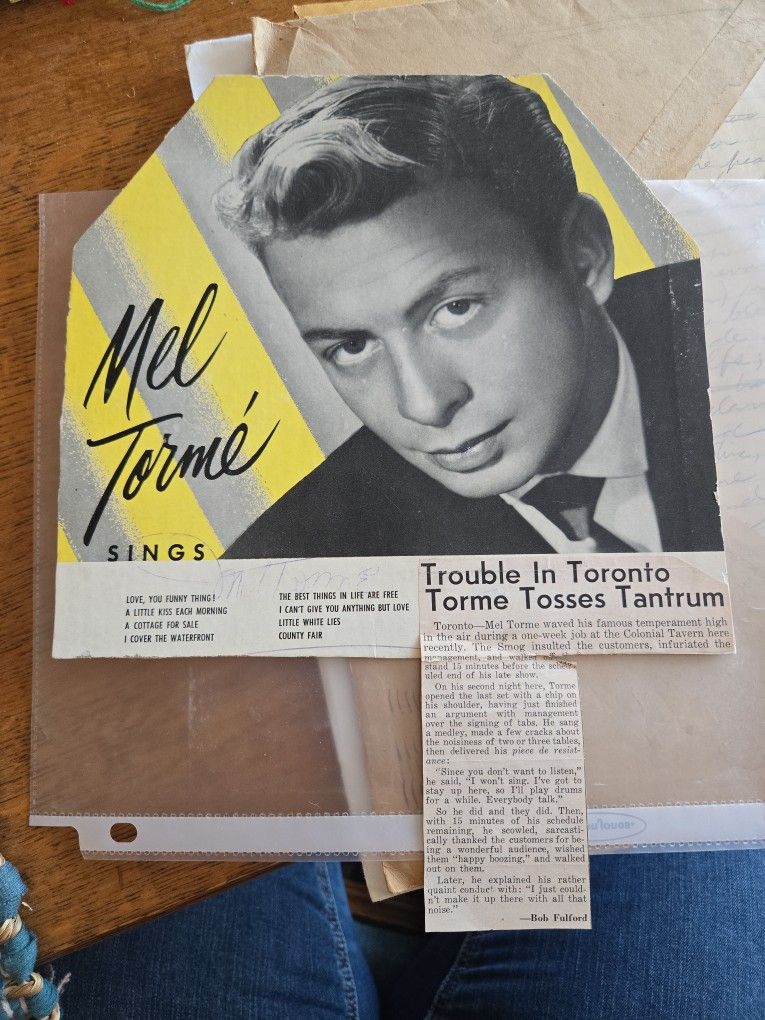 Mel
Tormé
SINGS
LOVE, YOU FUNNY THING!
A LITTLE KISS EACH MORNING
A COTTAGE FOR SALE
I COVER THE WATERFRONT
THE BEST THINGS IN LIFE ARE FREE
I CAN'T GIVE YOU ANYTHING BUT LOVE
LITTLE WHITE LIES
COUNTY FAIR
Trouble In Toronto
Torme Tosses Tantrum
Toronto—Mel Torme waved his famous temperament high
in the air during a one-week job at the Colonial Tavern here
recently. The Smog insulted the customers, infuriated the
management, and walked off
stand 15 minutes before the sched-
uled end of his late show.
On his second night here, Torme
opened the last set with a chip on
his shoulder, having just finished
an argument with management
over the signing of tabs. He sang
a medley, made a few cracks about
the noisiness of two or three tables,
then delivered his piece de resist-
ance:
"Since you don't want to listen,"
he said, "I won't sing. I've got to
stay up here, so I'll play drums
for a while. Everybody talk."
So he did and they did. Then,
with 15 minutes of his schedule
remaining, he scowled, sarcasti-
cally thanked the customers for be-
ing a wonderful audience, wished
them "happy boozing," and walked
out on them.
Later, he explained his rather
quaint conduct with: "I just could-
n't make it up there with all that
noise."
—Bob Fulford